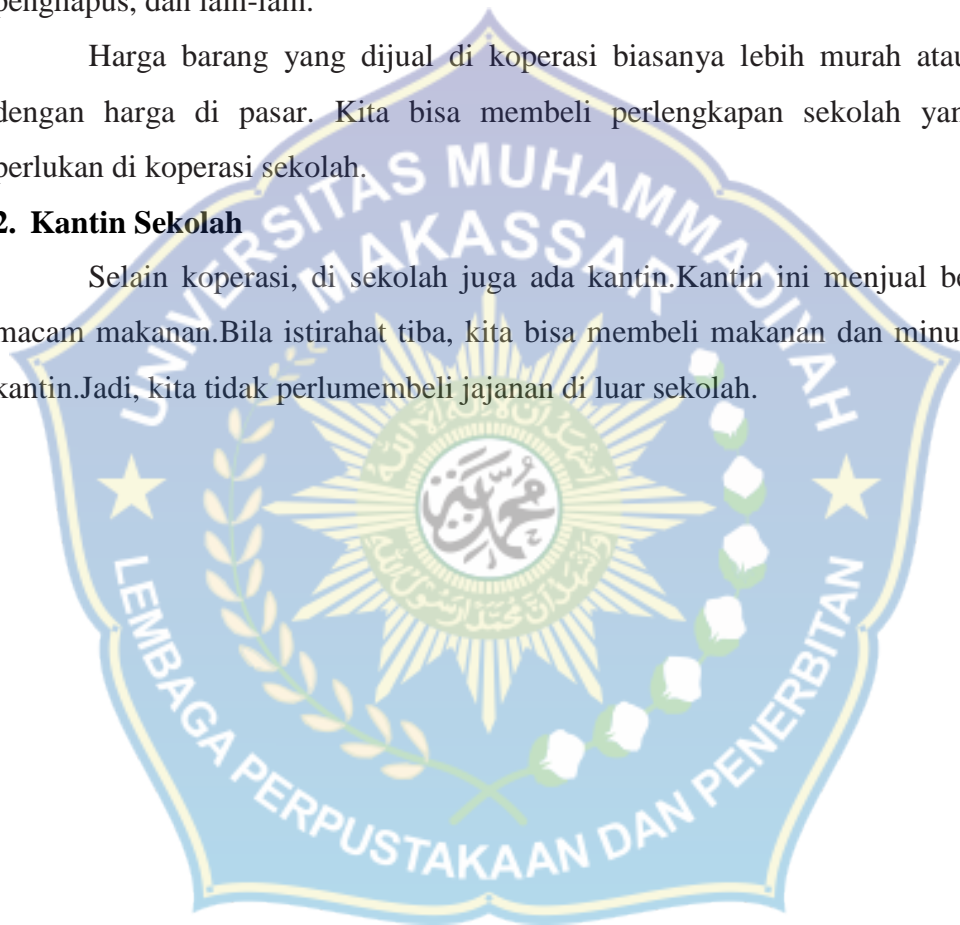 penghapus, dan lain-lain.
Harga barang yang dijual di koperasi biasanya lebih murah atau
dengan harga di pasar. Kita bisa membeli perlengkapan sekolah yan
perlukan di koperasi sekolah.
2. Kantin Sekolah
Selain koperasi, di sekolah juga ada kantin.Kantin ini menjual be
macam makanan.Bila istirahat tiba, kita bisa membeli makanan dan minu
kantin.Jadi, kita tidak perlumembeli jajanan di luar sekolah.
UNIVERSITAS MUHAMMADIYAH
MAKASSAR
LEMBAGA PERPUSTAKAAN DAN PENERBITAN